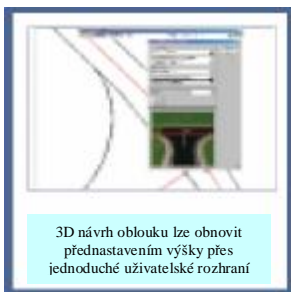 3D návrh oblouku lze obnovit
přednastavením výšky přes
jednoduché uživatelské rozhraní